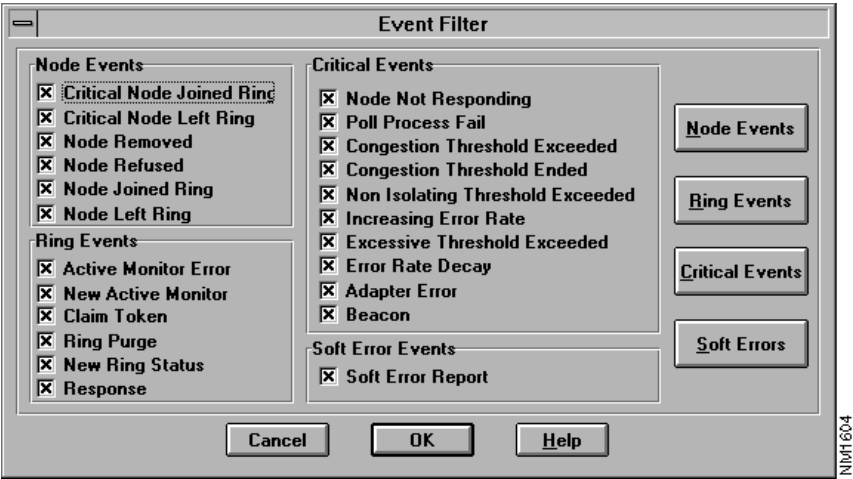 Event Filter
Node Events
Critical Node Joined Ring
Critical Node Left Ring
Node Removed
Node Refused
Node Joined Ring
Node Left Ring
Ring Events
Active Monitor Error
New Active Monitor
Claim Token
Ring Purge
New Ring Status
Response
Critical Events
Node Not Responding
Poll Process Fail
Congestion Threshold Exceeded
Congestion Threshold Ended
Non Isolating Threshold Exceeded
Increasing Error Rate
Excessive Threshold Exceeded
Error Rate Decay
Adapter Error
Beacon
Soft Error Events
Soft Error Report
Node Events
Ring Events
Critical Events
Soft Errors
Cancel
OK
Help
NM1604